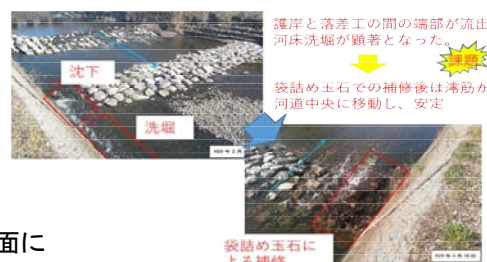 護岸と落差工の間の端部が流出
河床洗掘が顕著となった。
課題
沈下
袋詰め玉石での補修後は澪筋が
河道中央に移動し、安定
洗堀
面に
袋詰め玉石に
よる補修